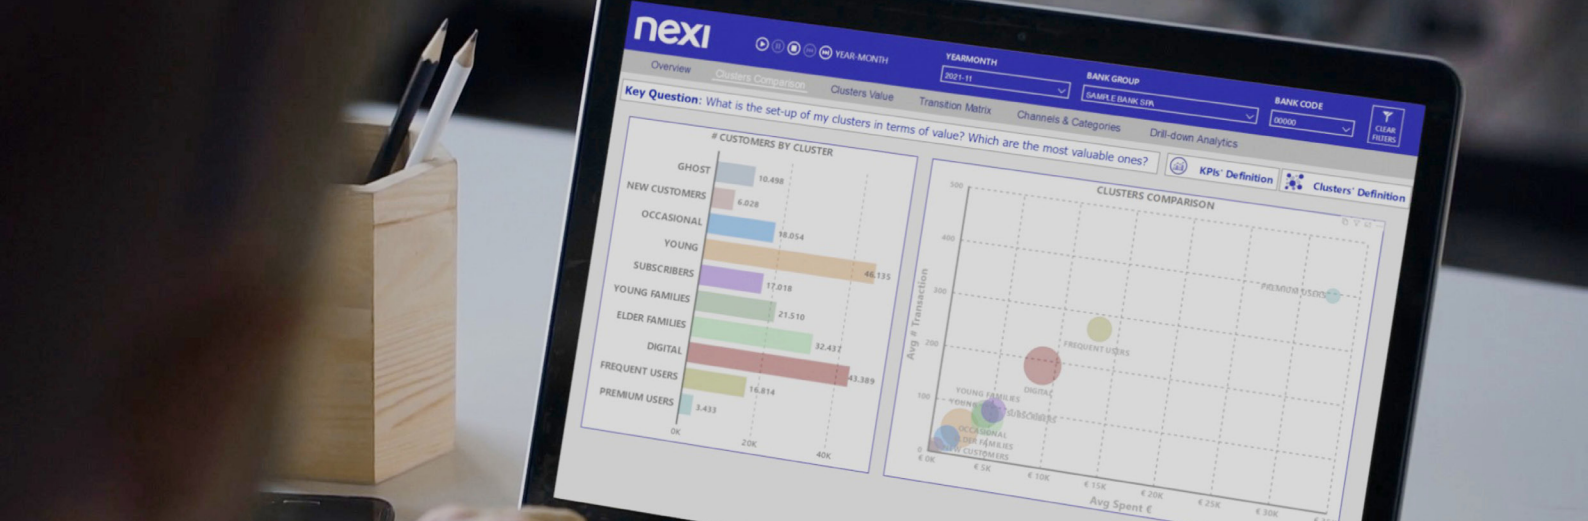 nexi
YEAR-MONTH
YEARMONTH
2021-11
BANK GROUP
SAMPLE BANK SPA
BANK CODE
00000
CLEAR
FILTERS
Overview
Clusters Comparison
Clusters Value
Transition Matrix
Channels & Categories
Drill-down Analytics
Key Question: What is the set-up of my clusters in terms of value? Which are the most valuable ones?
KPIs' Definition
Clusters' Definition
# CUSTOMERS BY CLUSTER
GHOST 10.498
NEW CUSTOMERS 6.028
OCCASIONAL 18.054
YOUNG 46.135
SUBSCRIBERS 17.018
YOUNG FAMILIES 21.510
ELDER FAMILIES 32.437
DIGITAL 43.389
FREQUENT USERS 16.814
PREMIUM USERS 3.433
0K 20K 40K
CLUSTERS COMPARISON
Avg # Transaction
500
400
300
200
100
0
PREMIUM USERS
FREQUENT USERS
DIGITAL
YOUNG FAMILIES
YOUNG
SUBSCRIBERS
OCCASIONAL
ELDER FAMILIES
NEW CUSTOMERS
€ 0K € 5K € 10K € 15K € 20K € 25K € 30K
Avg Spent €